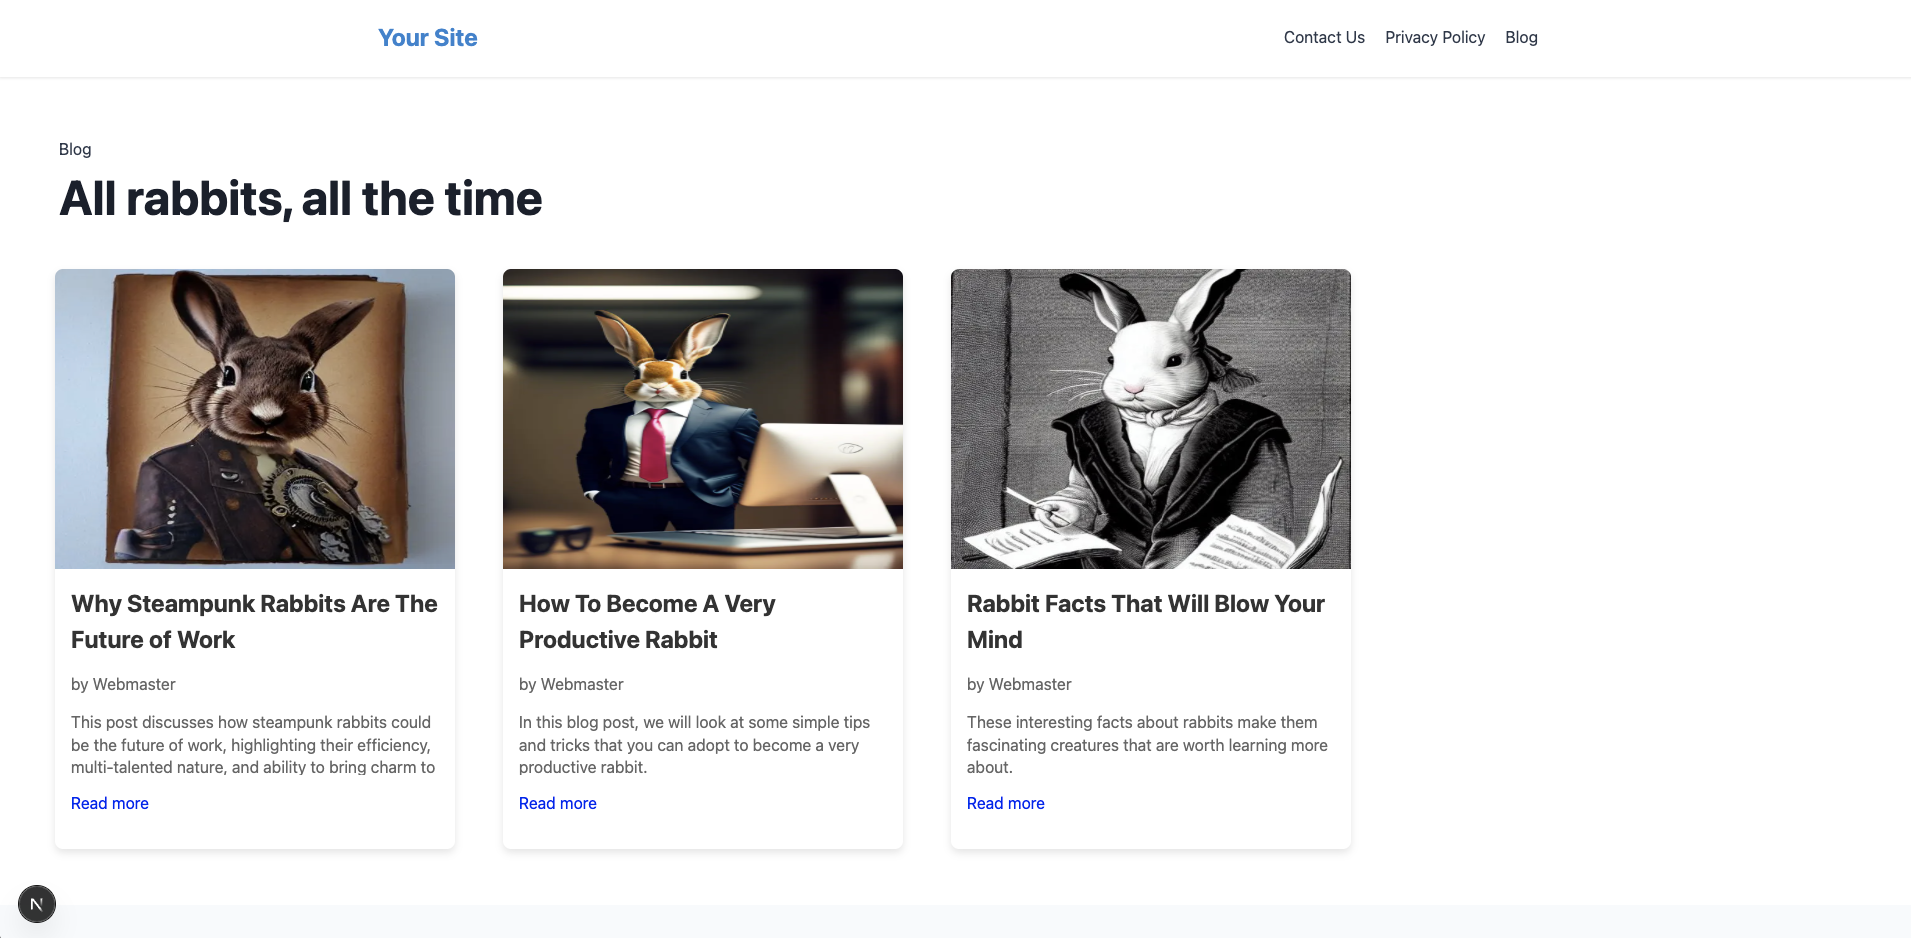 Your Site
Contact Us Privacy Policy Blog
Blog
All rabbits, all the time
Why Steampunk Rabbits Are The
Future of Work
by Webmaster
This post discusses how steampunk rabbits could
be the future of work, highlighting their efficiency,
multi-talented nature, and ability to bring charm to
Read more
How To Become A Very
Productive Rabbit
by Webmaster
In this blog post, we will look at some simple tips
and tricks that you can adopt to become a very
productive rabbit.
Read more
Rabbit Facts That Will Blow Your
Mind
by Webmaster
These interesting facts about rabbits make them
fascinating creatures that are worth learning more
about.
Read more
N